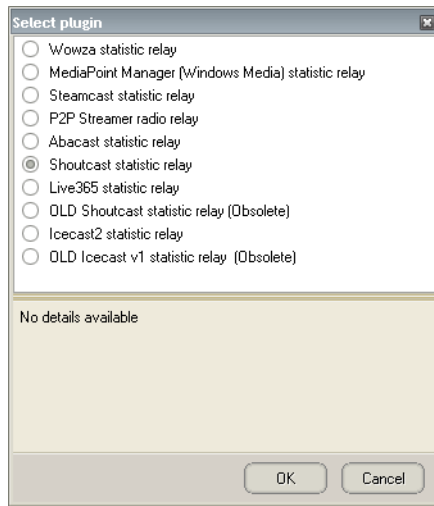 Select plugin
Wowza statistic relay
MediaPoint Manager (Windows Media) statistic relay
Steamcast statistic relay
P2P Streamer radio relay
Abacast statistic relay
Shoutcast statistic relay
Live365 statistic relay
OLD Shoutcast statistic relay (Obsolete)
Icecast2 statistic relay
OLD Icecast v1 statistic relay  (Obsolete)
No details available
OK
Cancel